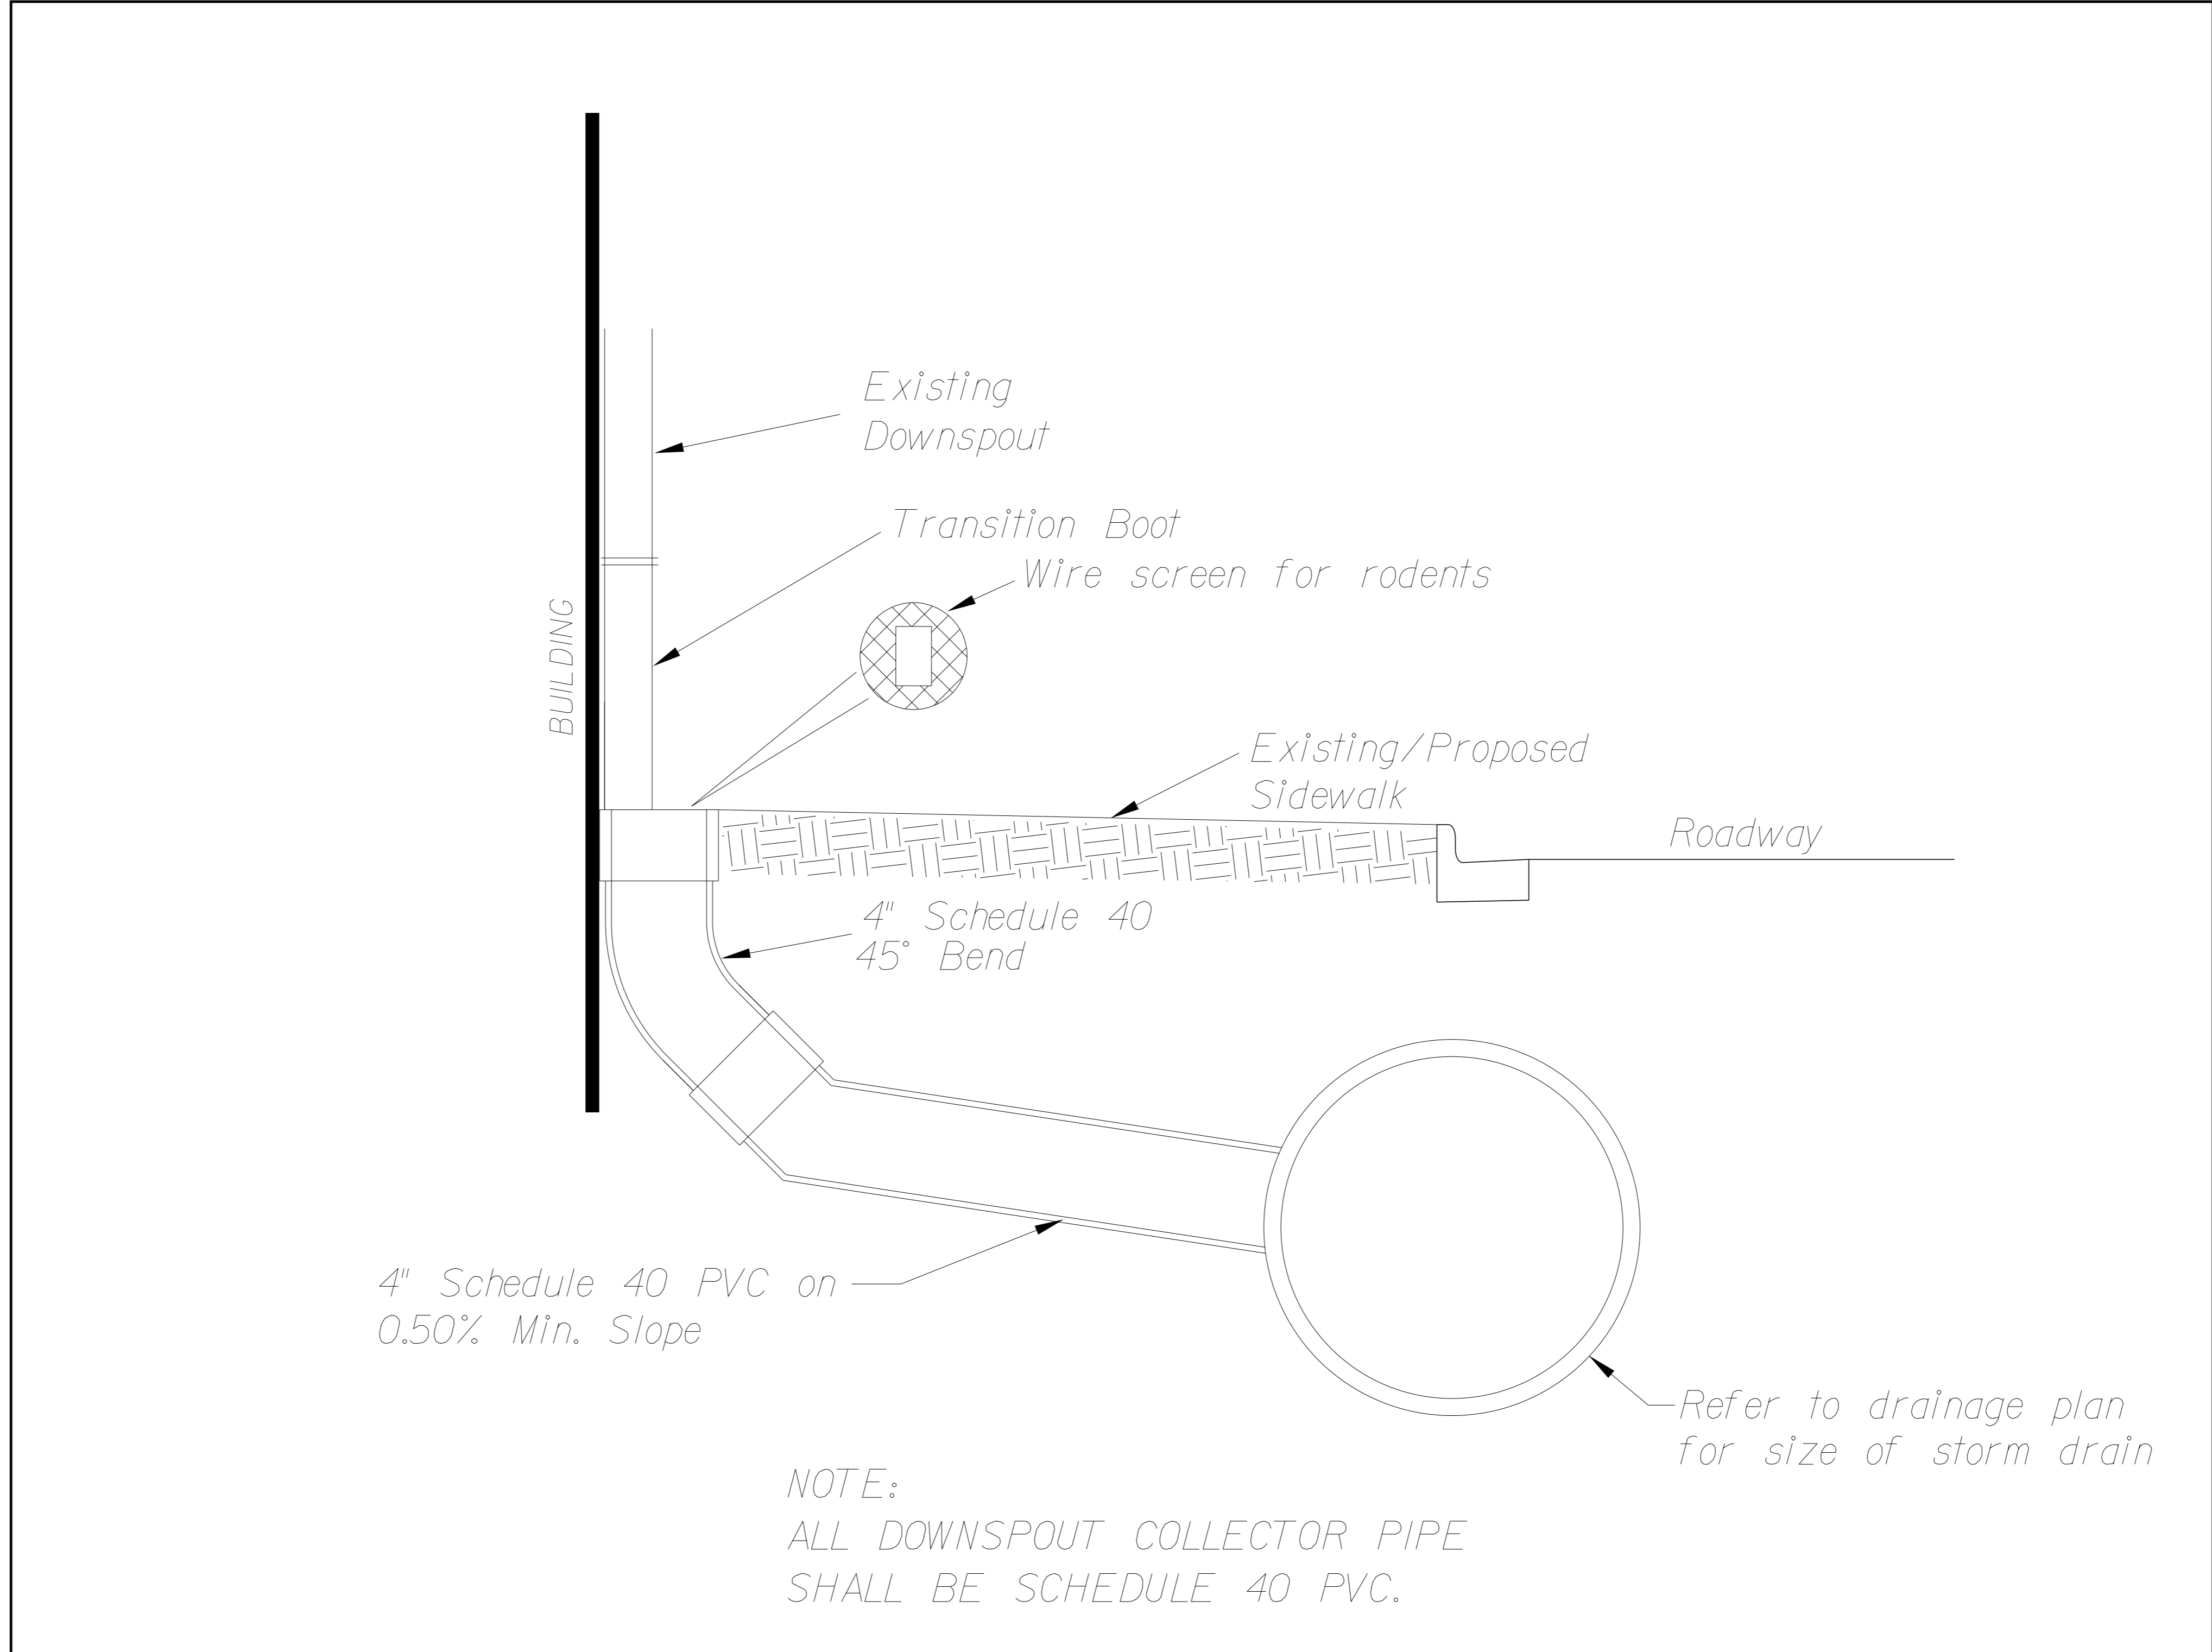 Existing
Downspout
Transition Boot
Wire screen for rodents
BUILDING
Existing/Proposed
Sidewalk
Roadway
4" Schedule 40
45° Bend
4" Schedule 40 PVC on
0.50% Min. Slope
Refer to drainage plan
for size of storm drain
NOTE:
ALL DOWNSPOUT COLLECTOR PIPE
SHALL BE SCHEDULE 40 PVC.